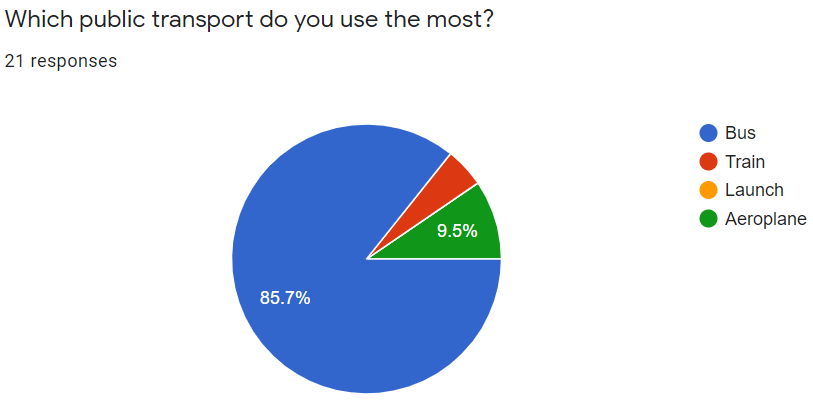 Which public transport do you use the most?
21 responses
Bus
Train
Launch
Aeroplane
9.5%
85.7%